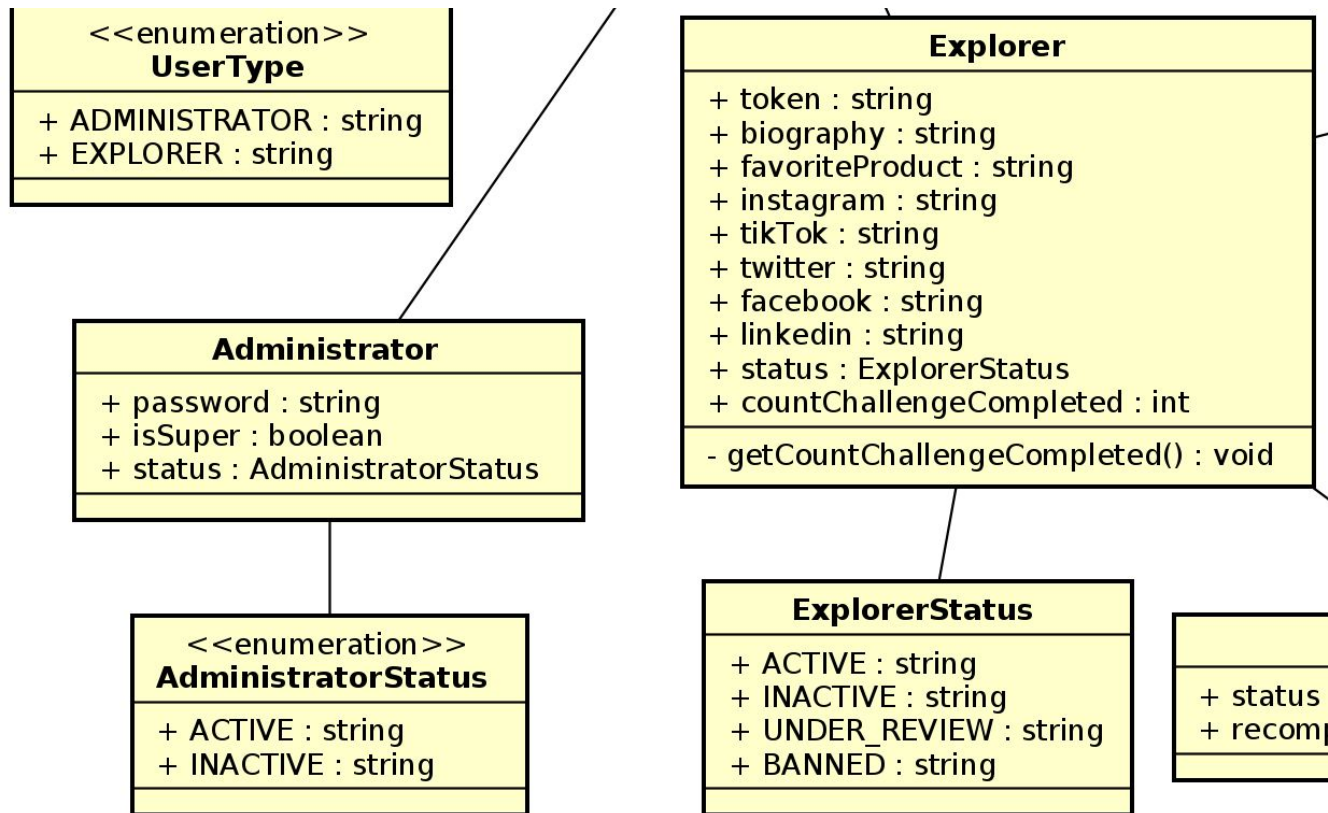 <<enumeration>>
UserType
+ ADMINISTRATOR : string
+ EXPLORER : string
Explorer
+ token : string
+ biography : string
+ favoriteProduct : string
+ instagram : string
+ tikTok : string
+ twitter : string
+ facebook : string
+ linkedin : string
+ status : ExplorerStatus
+ countChallengeCompleted : int
- getCountChallengeCompleted() : void
Administrator
+ password : string
+ isSuper : boolean
+ status : AdministratorStatus
<<enumeration>>
AdministratorStatus
+ ACTIVE : string
+ INACTIVE : string
ExplorerStatus
+ ACTIVE : string
+ INACTIVE : string
+ UNDER_REVIEW : string
+ BANNED : string
+ status
+